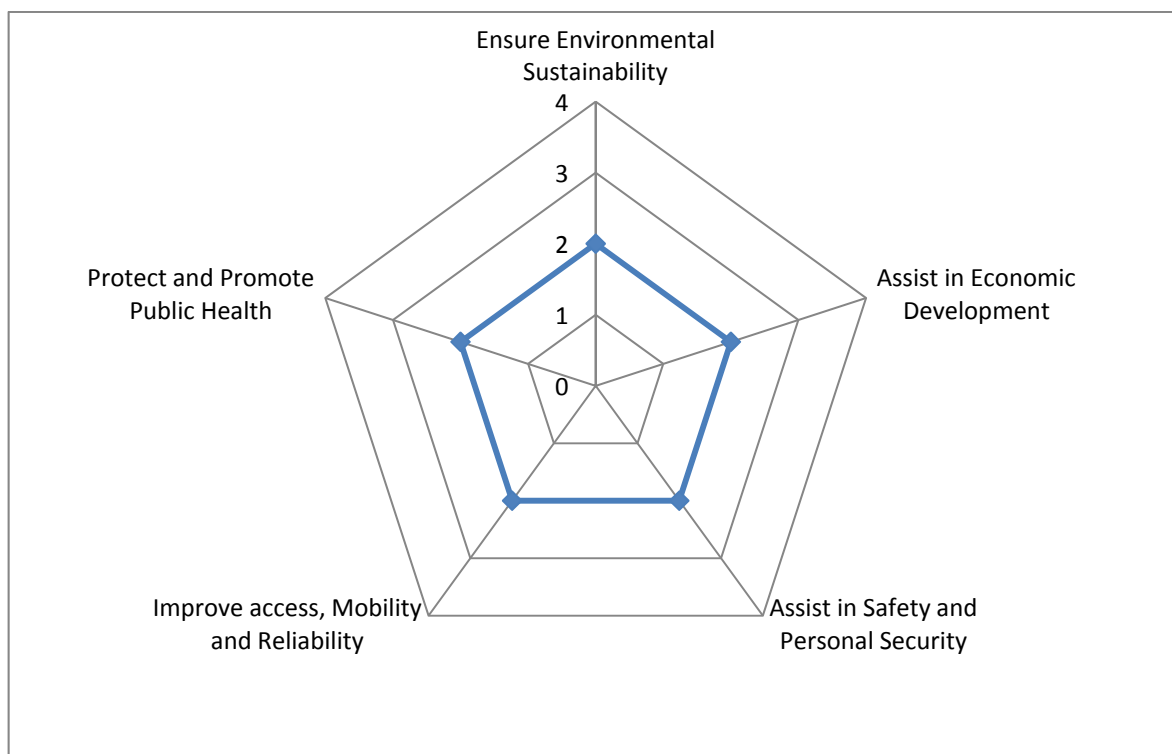 Ensure Environmental
Sustainability
4
3
2
1
0
Assist in Economic
Development
Assist in Safety and
Personal Security
Improve access, Mobility
and Reliability
Protect and Promote
Public Health